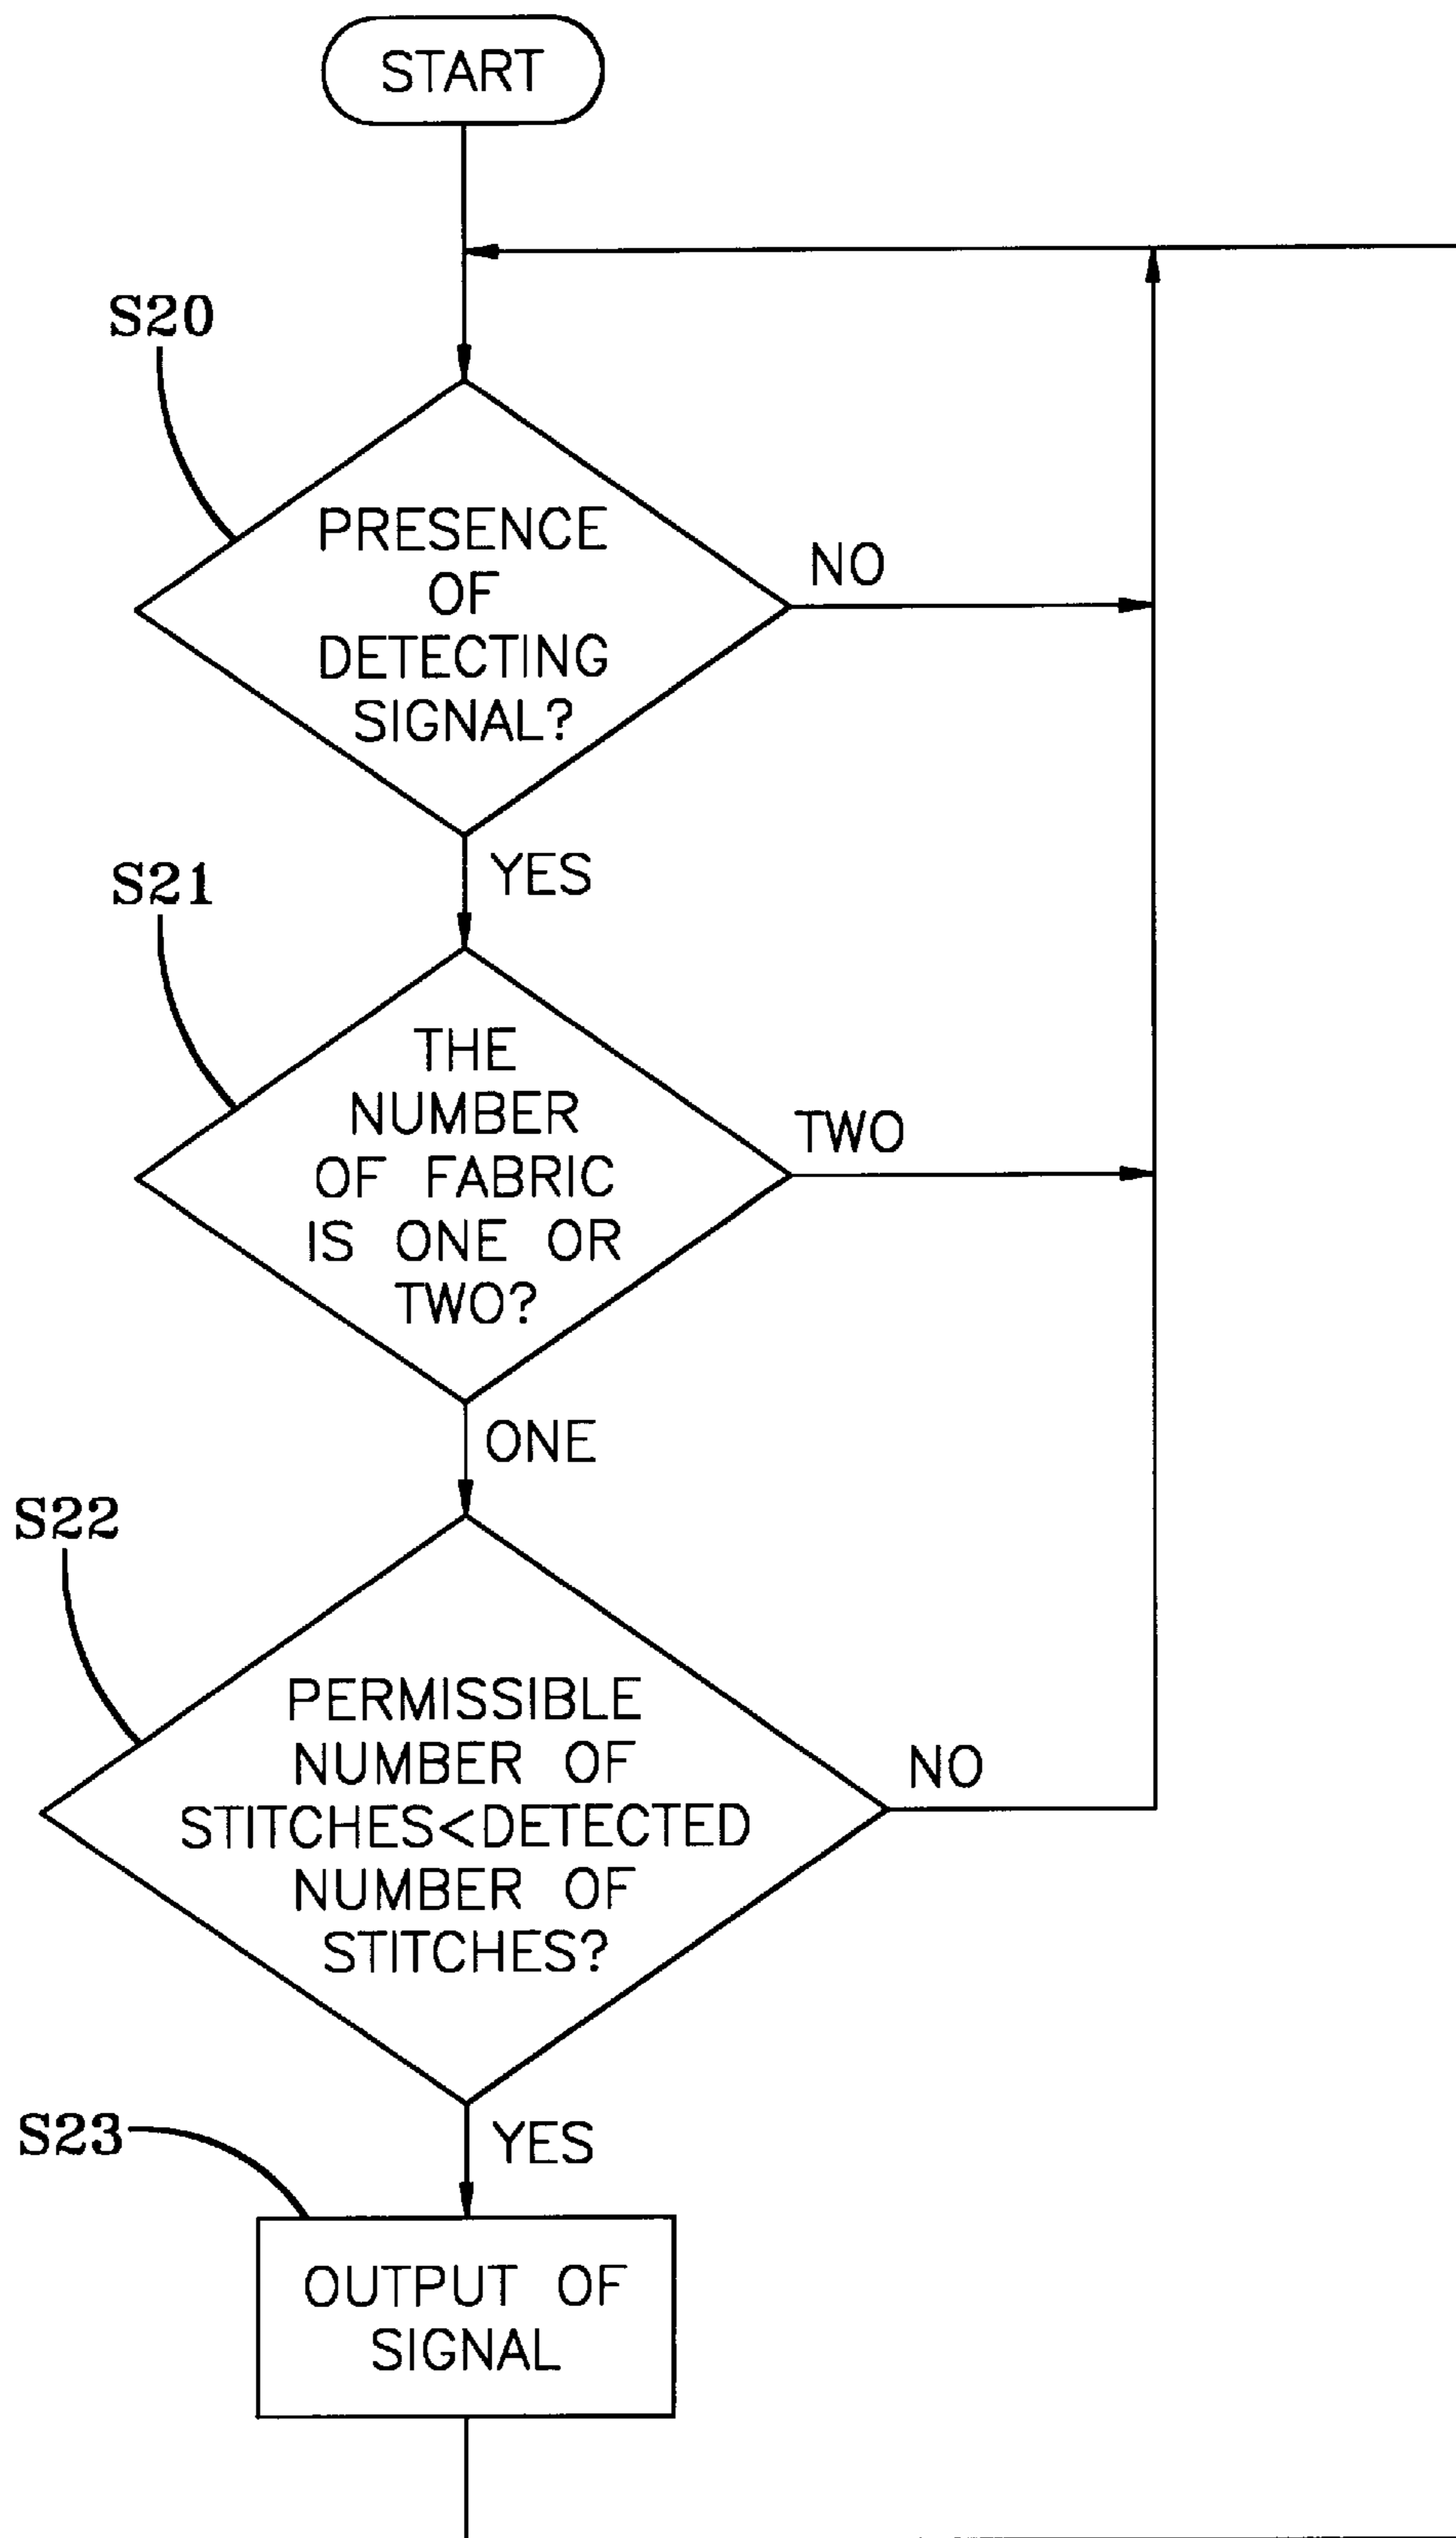 START
S20
PRESENCE
OF
DETECTING
SIGNAL?
NO
YES
S21
THE
NUMBER
OF FABRIC
IS ONE OR
TWO?
TWO
ONE
S22
PERMISSIBLE
NUMBER OF
STITCHES<DETECTED
NUMBER OF
STITCHES?
NO
YES
S23
OUTPUT OF
SIGNAL